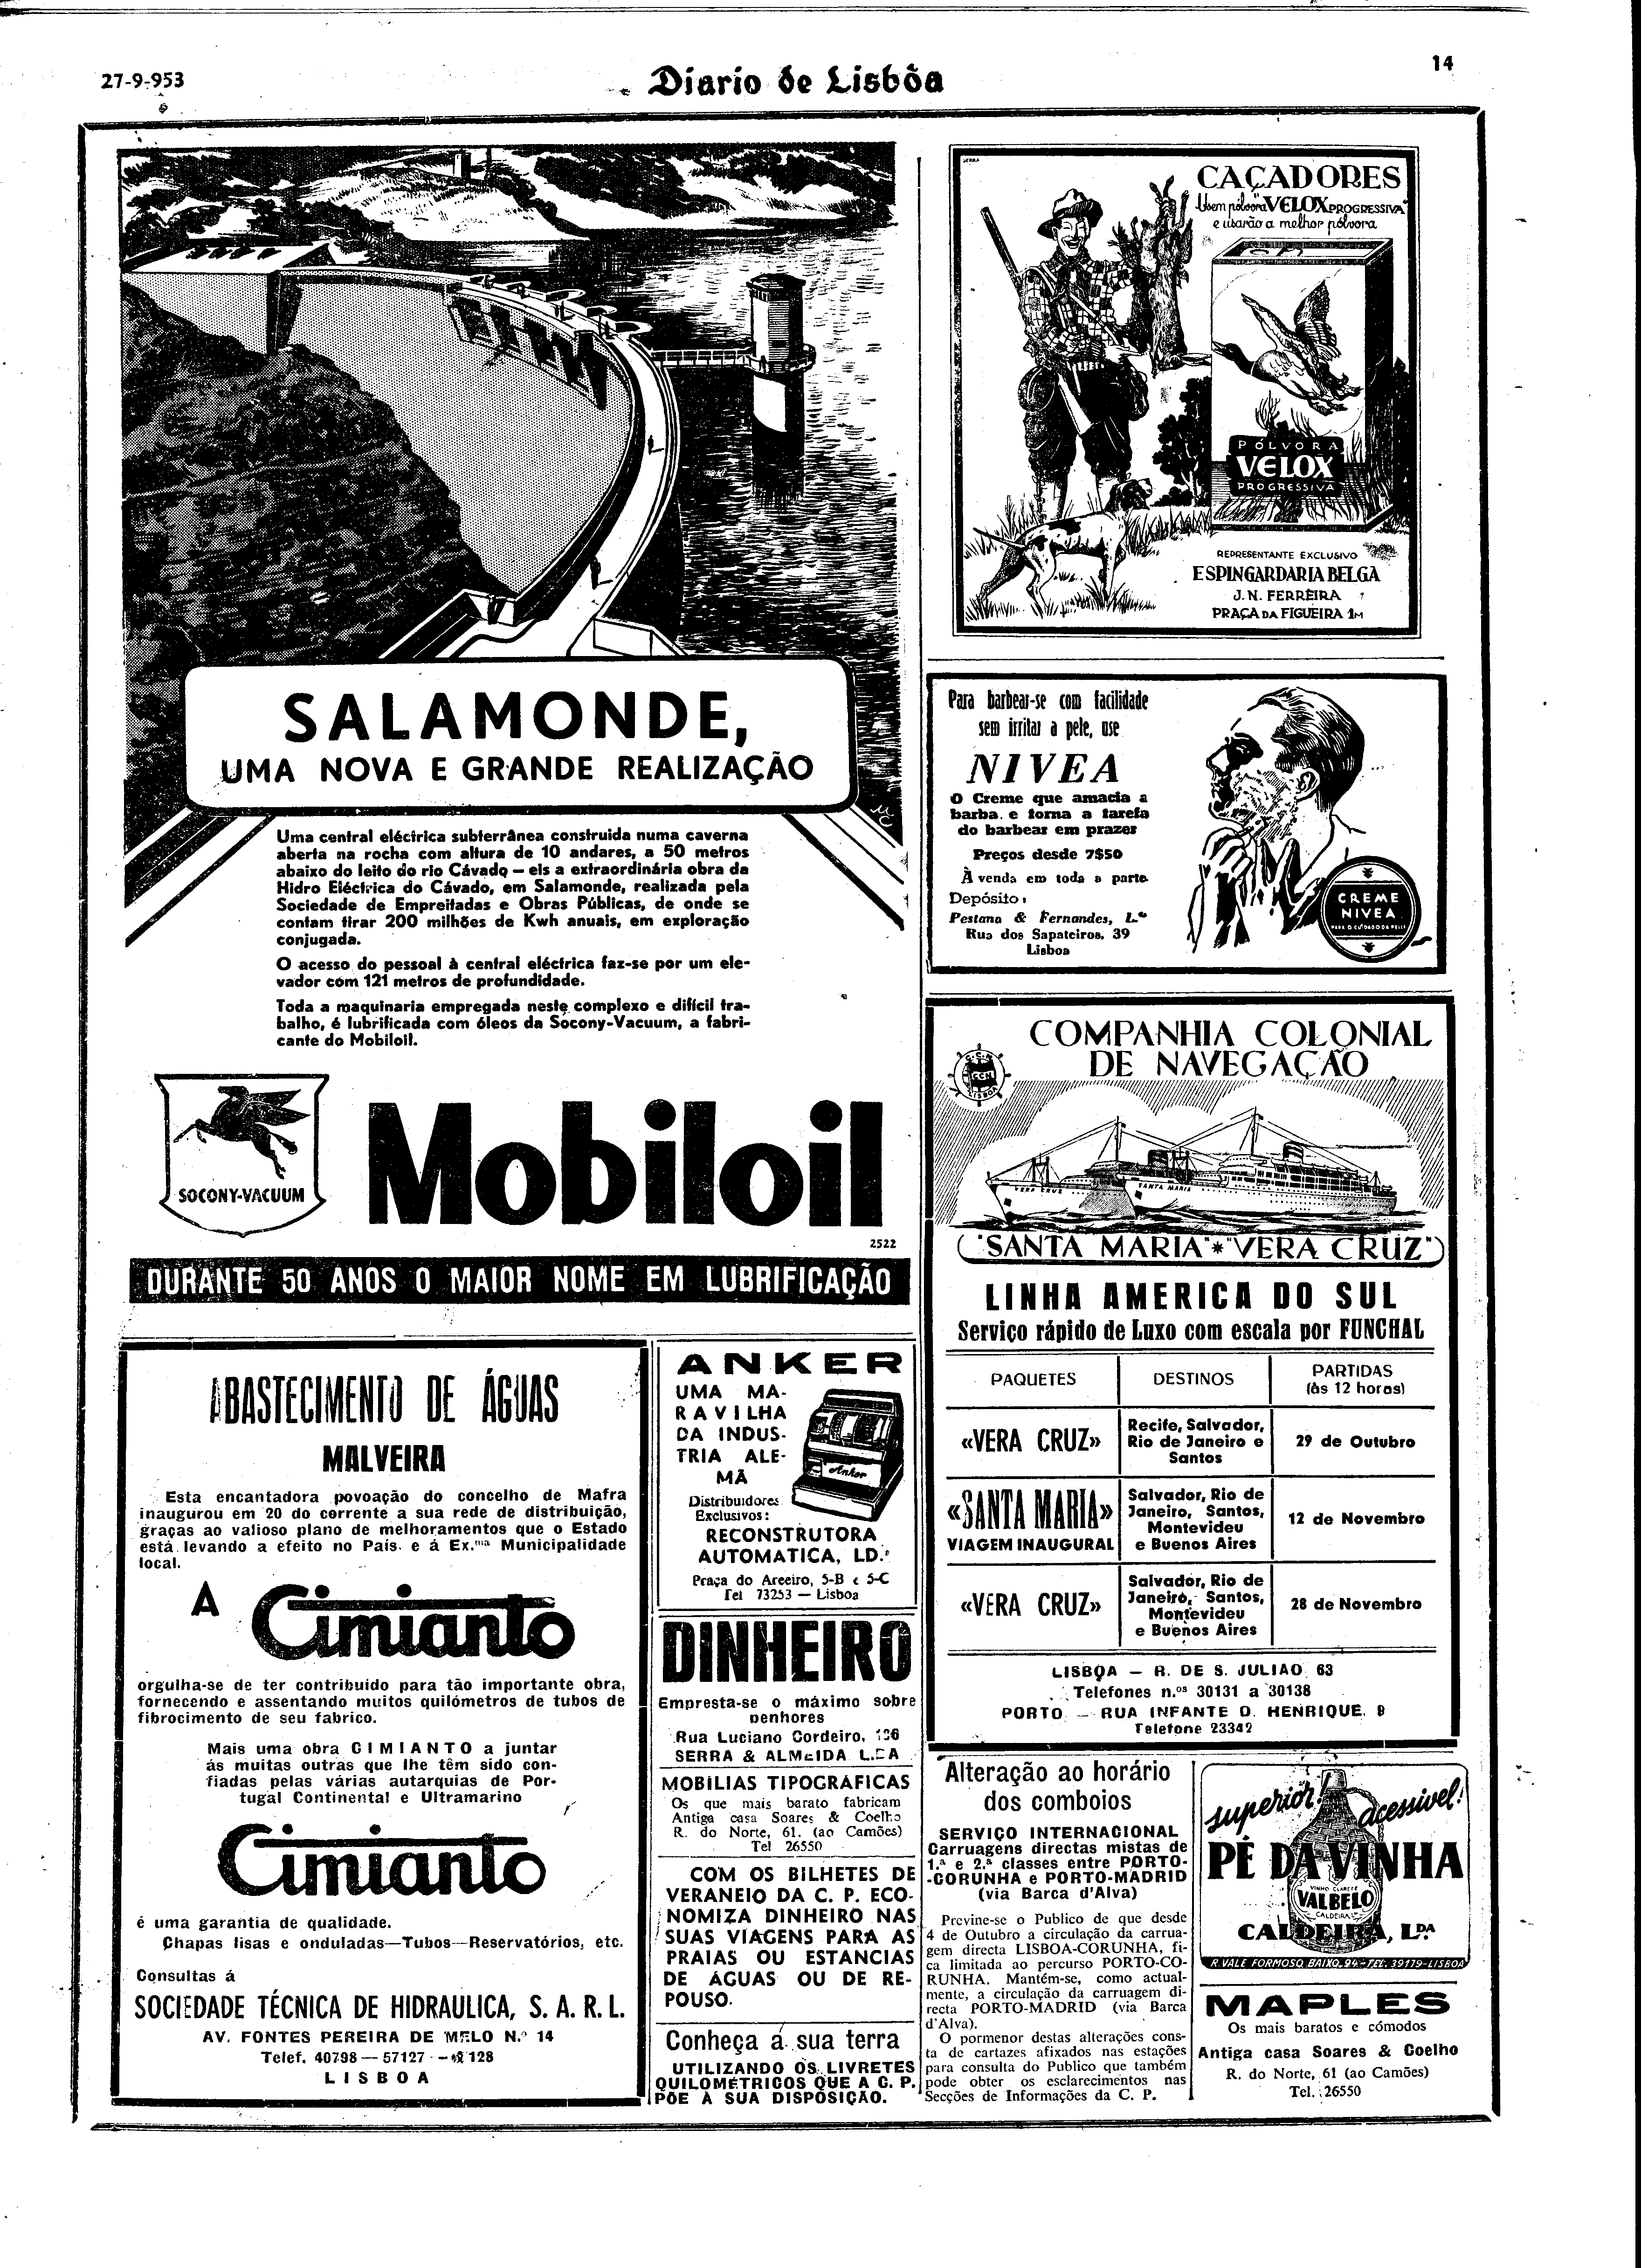 27-9-953
Diario de Lisbôa
14
SALAMONDE,
UMA NOVA E GRANDE REALIZAÇÃO
Uma central eléctrica subterrânea construida numa caverna
aberta na rocha com altura de 10 andares, a 50 metros
abaixo do leito do rio Cávado — eis a extraordinária obra da
Hidro Eléctrica do Cávado, em Salamonde, realizada pela
Sociedade de Empreitadas e Obras Públicas, de onde se
contam tirar 200 milhões de Kwh anuais, em exploração
conjugada.
O acesso do pessoal à central eléctrica faz-se por um ele-
vador com 121 metros de profundidade.
Toda a maquinaria empregada neste complexo e difícil tra-
balho, é lubrificada com óleos da Socony-Vacuum, a fabri-
cante do Mobiloil.
SOCONY-VACUUM
Mobiloil
2522
DURANTE 50 ANOS O MAIOR NOME EM LUBRIFICAÇÃO
ABASTECIMENTO DE ÁGUAS
MALVEIRA
Esta encantadora povoação do concelho de Mafra
inaugurou em 20 do corrente a sua rede de distribuição,
graças ao valioso plano de melhoramentos que o Estado
está levando a efeito no País. e á Ex.ma Municipalidade
local.
A
Cimianto
orgulha-se de ter contribuido para tão importante obra,
fornecendo e assentando muitos quilómetros de tubos de
fibrocimento de seu fabrico.
Mais uma obra CIMIANTO a juntar
ás muitas outras que lhe têm sido con-
fiadas pelas várias autarquias de Por-
tugal Continental e Ultramarino
Cimianto
é uma garantia de qualidade.
Chapas lisas e onduladas—Tubos—Reservatórios, etc.
Consultas á
SOCIEDADE TÉCNICA DE HIDRAULICA, S. A. R. L.
AV. FONTES PEREIRA DE MELO N.º 14
Telef. 40798 — 57127 — 128
LISBOA
ANKER
UMA MA-
RAVILHA
DA INDUS-
TRIA ALE-
MÃ
Anker
Distribuidores
Exclusivos:
RECONSTRUTORA
AUTOMATICA, LD.ª
Praça do Areeiro, 5-B e 5-C
Tel 73253 — Lisboa
DINHEIRO
Empresta-se o máximo sobre
penhores
Rua Luciano Cordeiro,
SERRA & ALMEIDA L.DA
MOBILIAS TIPOGRAFICAS
Os que mais barato fabricam
Antiga casa Soares & Coelho
R. do Norte, 61. (ao Camões)
Tel 26550
COM OS BILHETES DE
VERANEIO DA C. P. ECO-
NOMIZA DINHEIRO NAS
SUAS VIAGENS PARA AS
PRAIAS OU ESTANCIAS
DE ÁGUAS OU DE RE-
POUSO.
Conheça á sua terra
UTILIZANDO OS LIVRETES
QUILOMÉTRICOS QUE A C. P.
PÕE À SUA DISPOSIÇÃO.
CAÇADORES
Usem pólvora VELOX PROGRESSIVA
e usarão a melhor pólvora
PÓLVORA
VELOX
PROGRESSIVA
REPRESENTANTE EXCLUSIVO
ESPINGARDARIA BELGA
J. N. FERREIRA
PRAÇA DA FIGUEIRA 1M
Para barbear-se com facilidade
sem irritar a pele, use
NIVEA
O Creme que amacia a
barba e torna a tarefa
do barbear em prazer
Preços desde 7$50
À venda em toda a parte
Depósito:
Pestana & Fernandes, L.da
Rua dos Sapateiros, 39
Lisboa
CREME
NIVEA
PARA O CUIDADO DA PELE
COMPANHIA COLONIAL
DE NAVEGAÇÃO
C.C.N
CCN
LISBOA
VERA CRUZ
SANTA MARIA
("SANTA MARIA"*"VERA CRUZ")
LINHA AMERICA DO SUL
Serviço rápido de Luxo com escala por FUNCHAL
PAQUETES DESTINOS PARTIDAS
(às 12 horas)
«VERA CRUZ»
Recife, Salvador,
Rio de Janeiro e
Santos
29 de Outubro
«SANTA MARIA»
VIAGEM INAUGURAL
Salvador, Rio de
Janeiro, Santos,
Montevideu
e Buenos Aires
12 de Novembro
«VERA CRUZ»
Salvador, Rio de
Janeiro, Santos,
Montevideu
e Buenos Aires
28 de Novembro
LISBOA — R. DE S. JULIAO 63
Telefones n.os 30131 a 30138
PORTO — RUA INFANTE D. HENRIQUE, 9
Telefone 23342
Alteração ao horário
dos comboios
SERVIÇO INTERNACIONAL
Carruagens directas mistas de
1.ª e 2.ª classes entre PORTO-
-CORUNHA e PORTO-MADRID
(via Barca d'Alva)
Previne-se o Publico de que desde
4 de Outubro a circulação da carrua-
gem directa LISBOA-CORUNHA, fi-
ca limitada ao percurso PORTO-CO-
RUNHA. Mantém-se, como actual-
mente, a circulação da carruagem di-
recta PORTO-MADRID (via Barca
d'Alva).
O pormenor destas alterações cons-
ta de cartazes afixados nas estações
para consulta do Publico que também
pode obter os esclarecimentos nas
Secções de Informações da C. P.
superior! acessivel!
PÉ DA VINHA
VINHO CLARETE
VALBELO
CALDEIRA
CALDEIRA, L.DA
R VALE FORMOSO BAIXO, 94-TEL. 39179-LISBOA
MAPLES
Os mais baratos e cómodos
Antiga casa Soares & Coelho
R. do Norte, 61 (ao Camões)
Tel. 26550